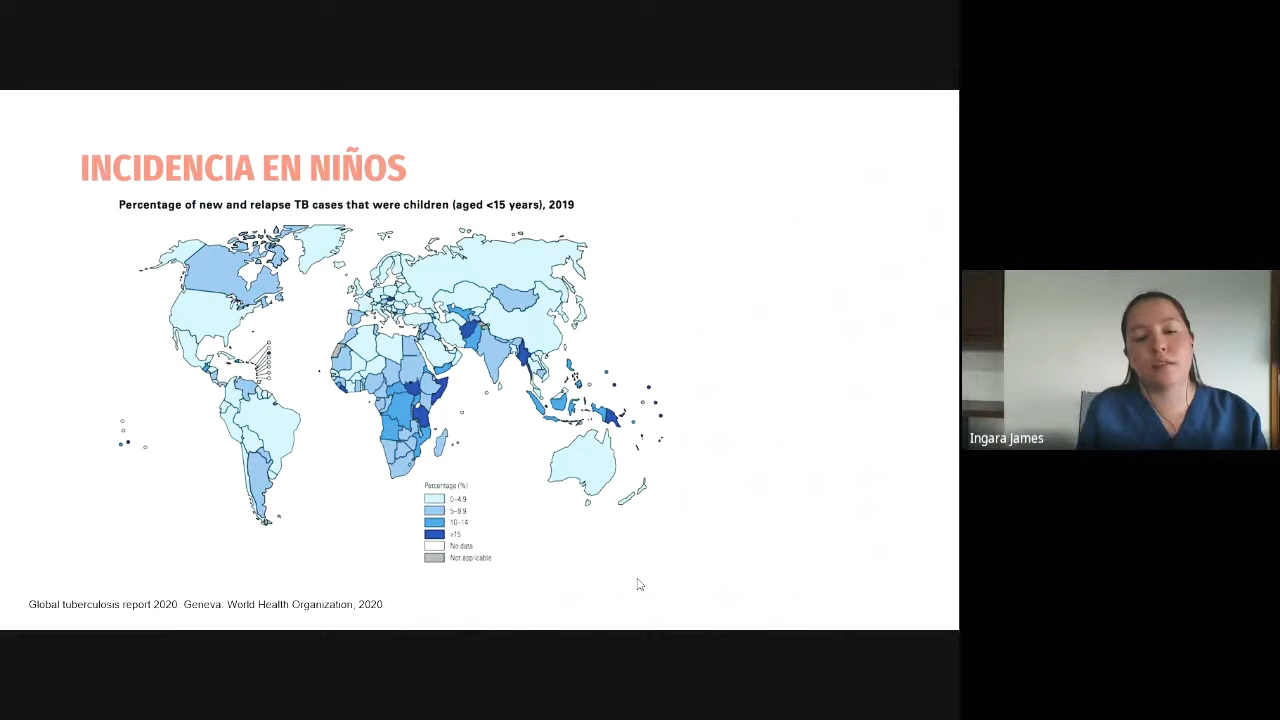 INCIDENCIA EN NIÑOS
Percentage of new and relapse TB cases that were children (aged <15 years), 2019
Percentage (%)
0–4.9
5–9.9
10–14
≥15
No data
Not applicable
Global tuberculosis report 2020. Geneva: World Health Organization, 2020.
Ingara James